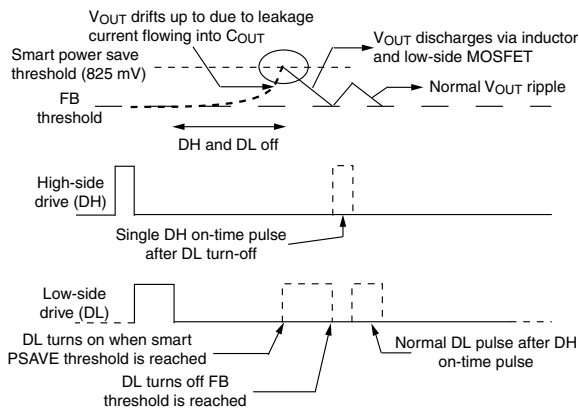 VOUT drifts up to due to leakage
current flowing into COUT
VOUT discharges via inductor
and low-side MOSFET
Smart power save
threshold (825 mV)
Normal VOUT ripple
FB
threshold
DH and DL off
High-side
drive (DH)
Single DH on-time pulse
after DL turn-off
Low-side
drive (DL)
DL turns on when smart
PSAVE threshold is reached
Normal DL pulse after DH
on-time pulse
DL turns off FB
threshold is reached